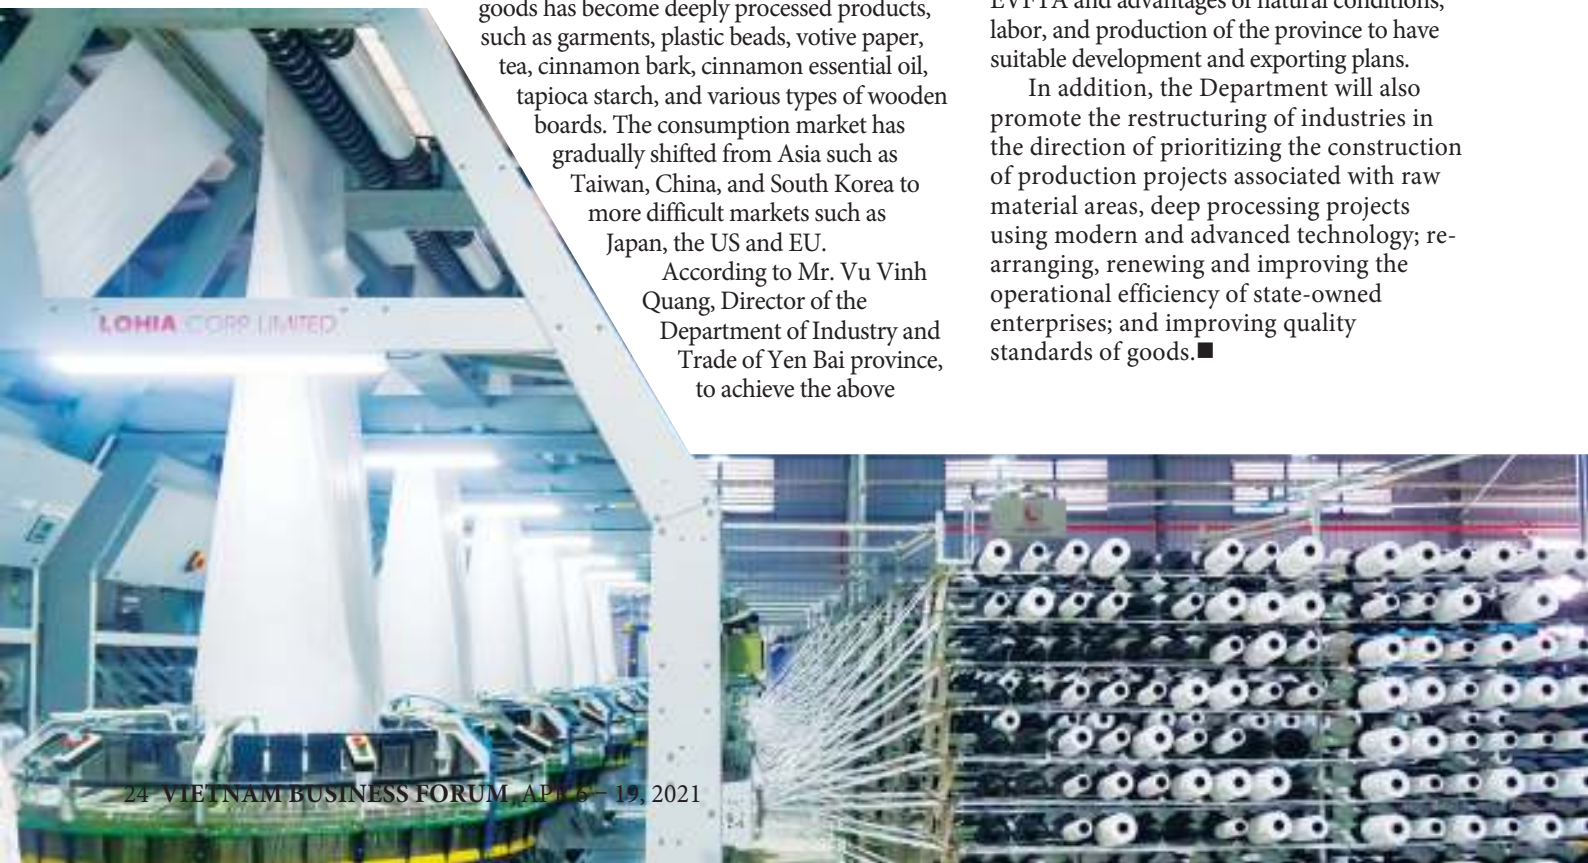 goods has become deeply processed products,
such as garments, plastic beads, votive paper,
tea, cinnamon bark, cinnamon essential oil,
tapioca starch, and various types of wooden
boards. The consumption market has
gradually shifted from Asia such as
Taiwan, China, and South Korea to
more difficult markets such as
Japan, the US and EU.
According to Mr. Vu Vinh
Quang, Director of the
Department of Industry and
Trade of Yen Bai province,
to achieve the above
EVFTA and advantages of natural conditions,
labor, and production of the province to have
suitable development and exporting plans.
In addition, the Department will also
promote the restructuring of industries in
the direction of prioritizing the construction
of production projects associated with raw
material areas, deep processing projects
using modern and advanced technology; re-
arranging, renewing and improving the
operational efficiency of state-owned
enterprises; and improving quality
standards of goods.■
LOHIA CORP LIMITED
24 VIETNAM BUSINESS FORUM, APR 6 – 19, 2021